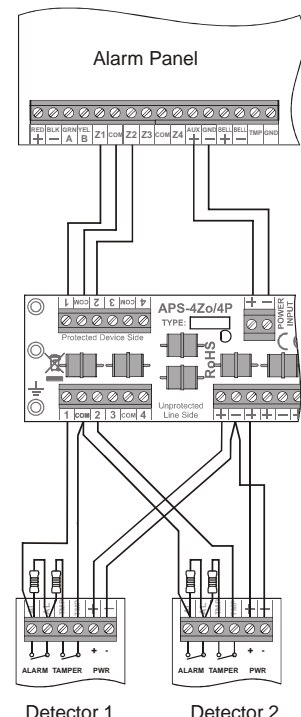 Alarm Panel
RED BLK GRN YEL Z1 COM Z2 Z3 COM Z4 AUX GND BELL BELL TMP GND
+ − A B + − + −
1 COM 2 3 COM 4
APS-4Zo/4P
TYPE:
+ −
POWER INPUT
Protected Device Side
RoHS
Unprotected
Line Side
1 COM 2 3 COM 4
+ − + − + − +
ALARM TAMPER PWR
+ -
ALARM TAMPER PWR
+ -
Detector 1 Detector 2